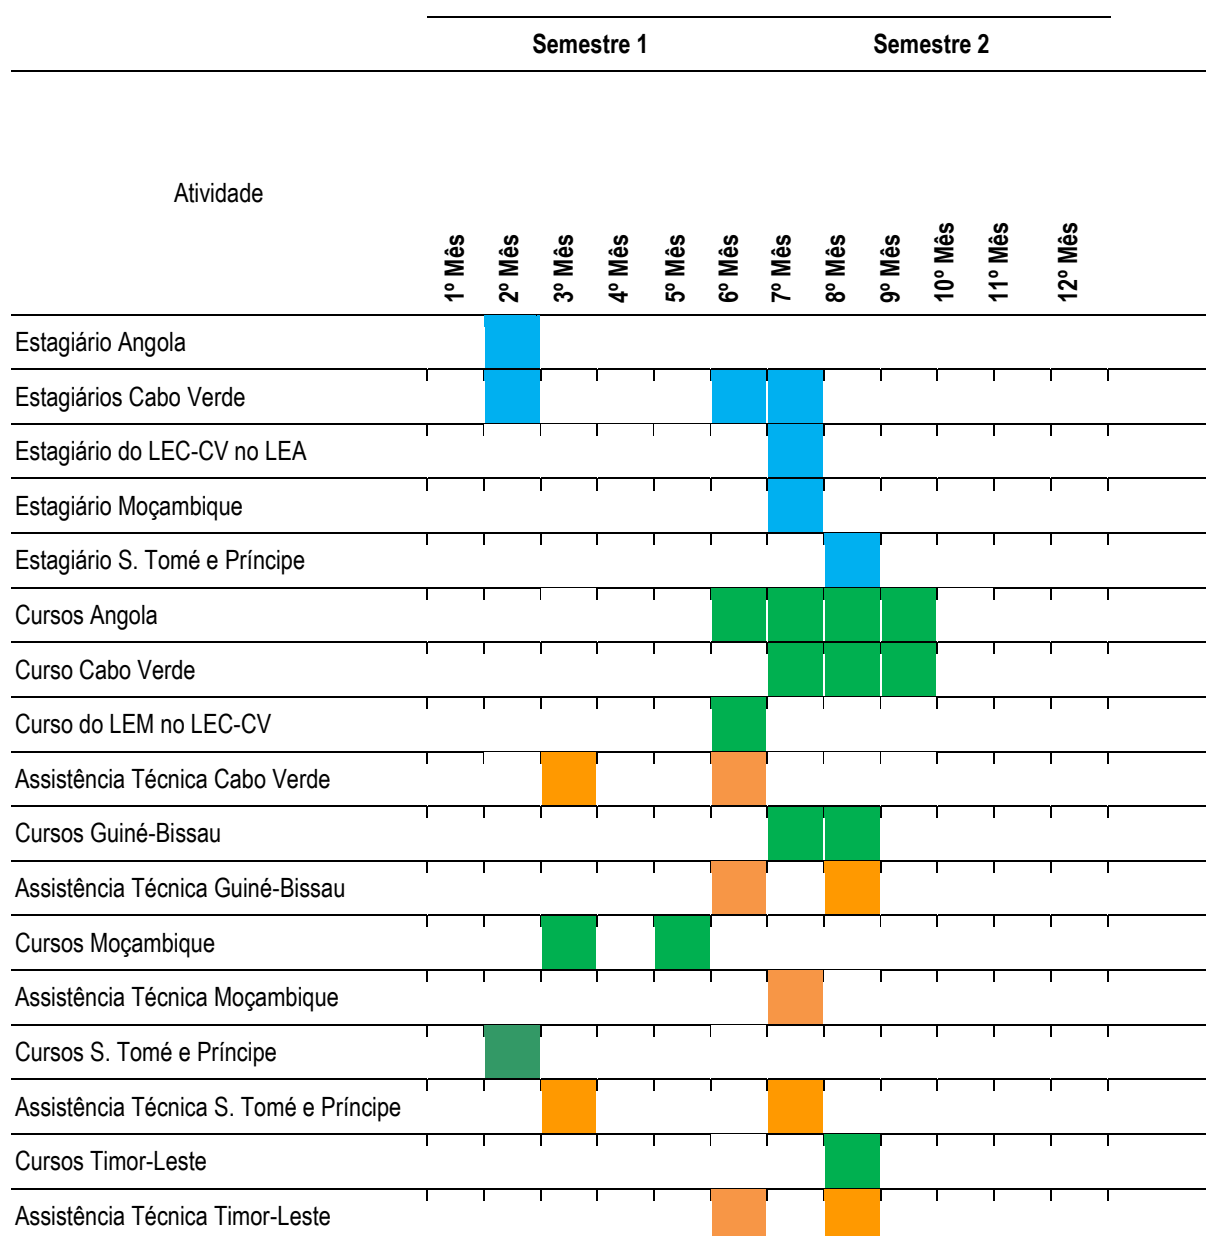 Semestre 1 Semestre 2
Atividade
1º Mês 2º Mês 3º Mês 4º Mês 5º Mês 6º Mês 7º Mês 8º Mês 9º Mês 10º Mês 11º Mês 12º Mês
Estagiário Angola
Estagiários Cabo Verde
Estagiário do LEC-CV no LEA
Estagiário Moçambique
Estagiário S. Tomé e Príncipe
Cursos Angola
Curso Cabo Verde
Curso do LEM no LEC-CV
Assistência Técnica Cabo Verde
Cursos Guiné-Bissau
Assistência Técnica Guiné-Bissau
Cursos Moçambique
Assistência Técnica Moçambique
Cursos S. Tomé e Príncipe
Assistência Técnica S. Tomé e Príncipe
Cursos Timor-Leste
Assistência Técnica Timor-Leste